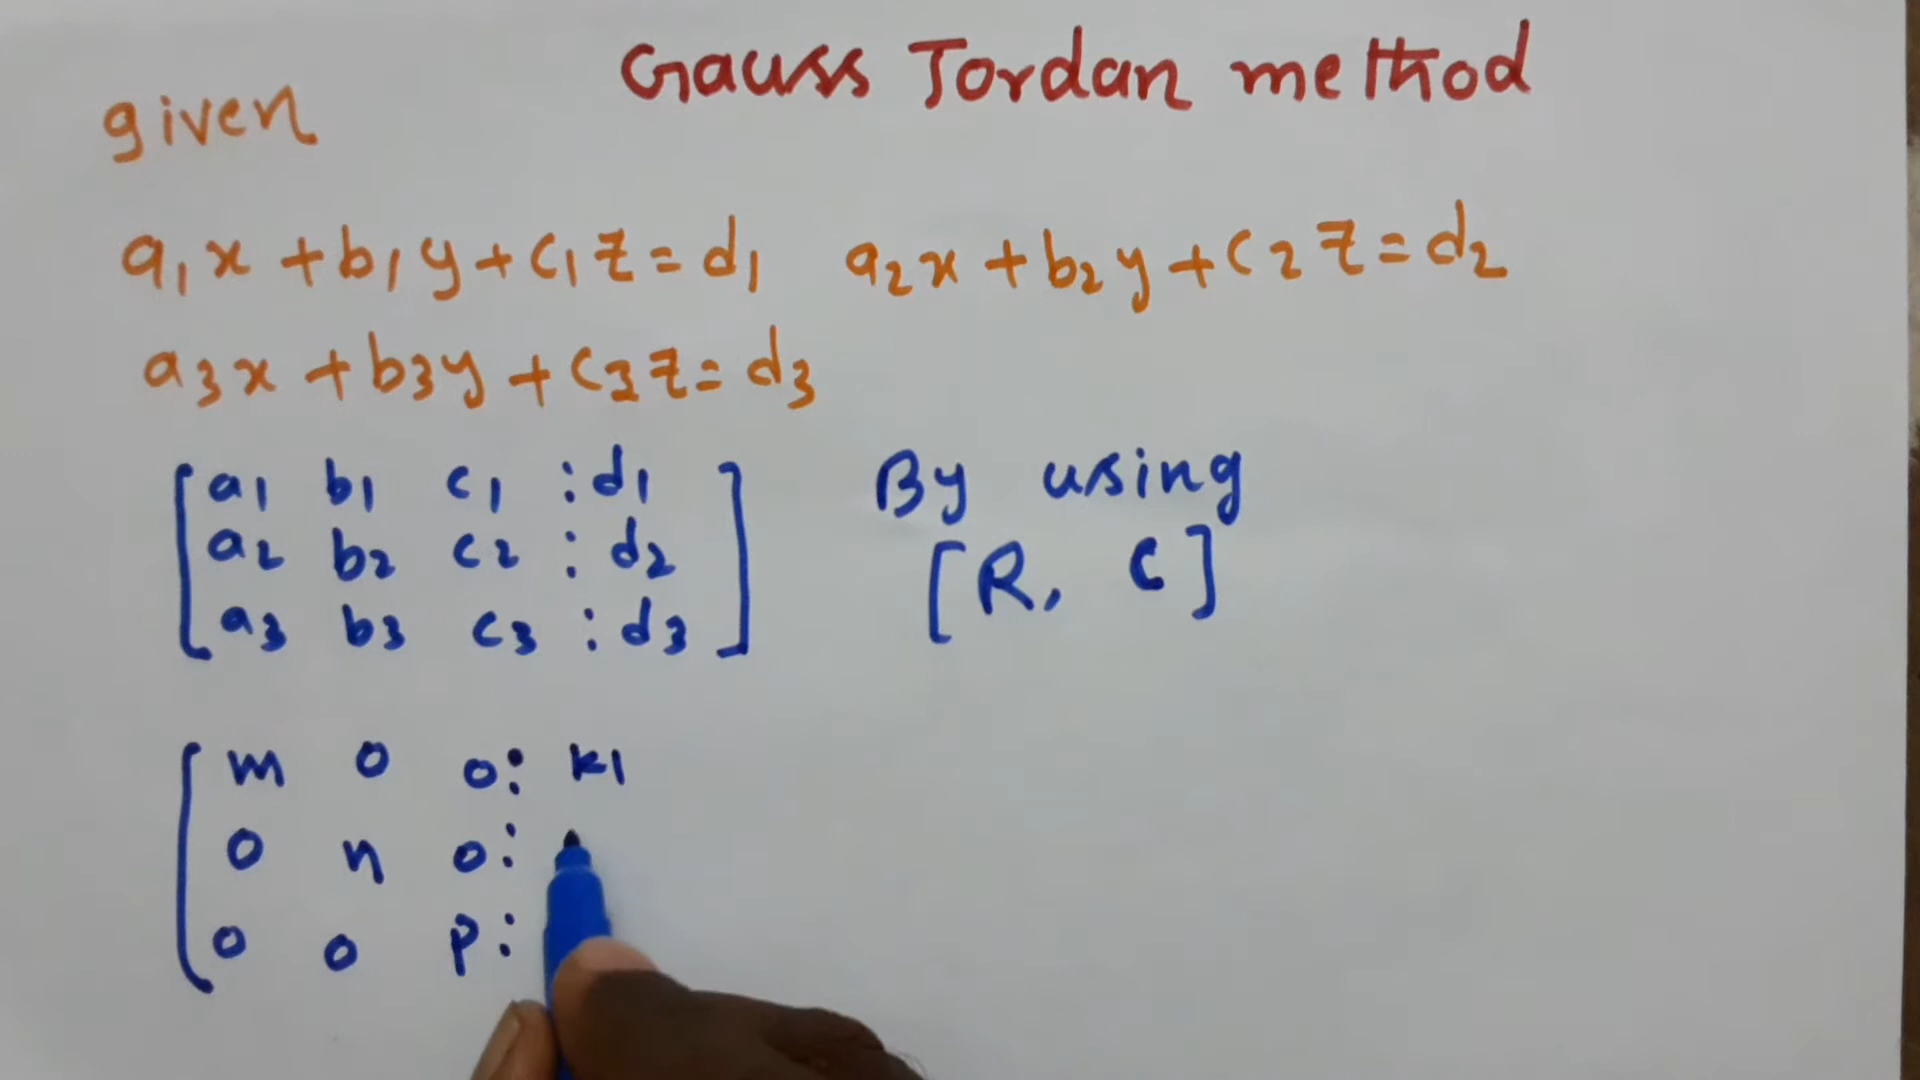 Gauss Jordan method
given
a1x + b1y + c1z = d1 a2x + b2y + c2z = d2
a3x + b3y + c3z = d3
[ a1 b1 c1 : d1 ]
a2 b2 c2 : d2
a3 b3 c3 : d3
By using
[R, C]
[ m 0 0 : k1
0 n 0 :
0 0 p :